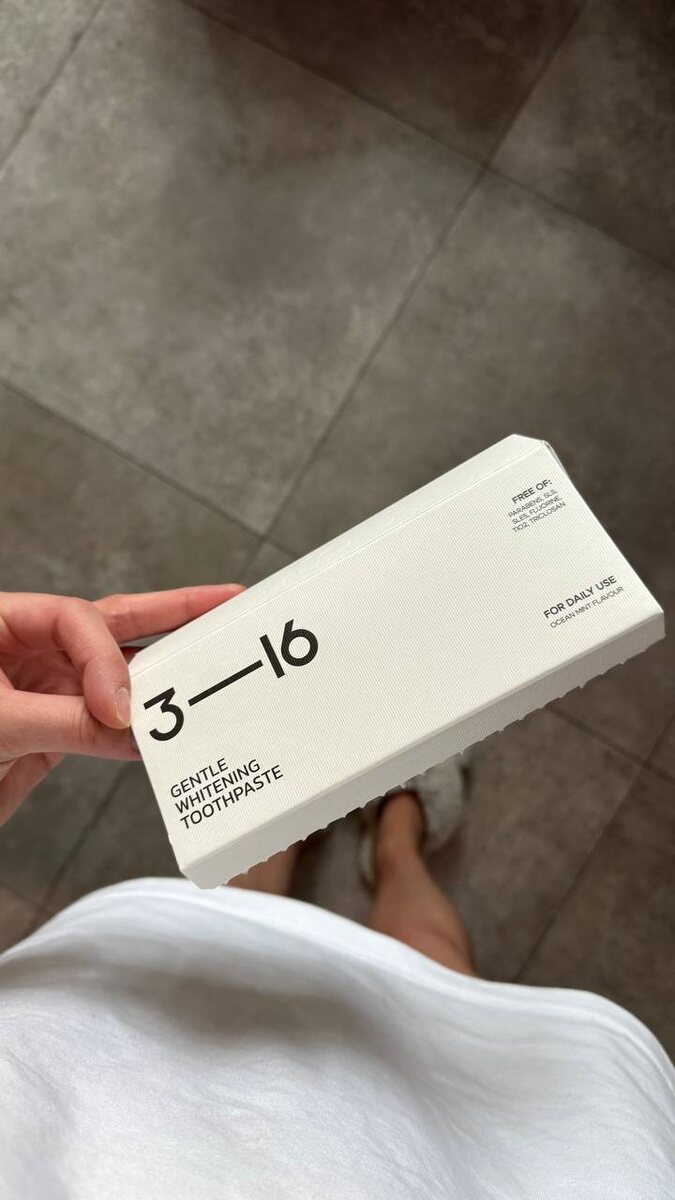 3—16
GENTLE
WHITENING
TOOTHPASTE
FREE OF:
PARABENS, SLS,
SLES, FLUORINE,
TIO2, TRICLOSAN
FOR DAILY USE
OCEAN MINT FLAVOUR